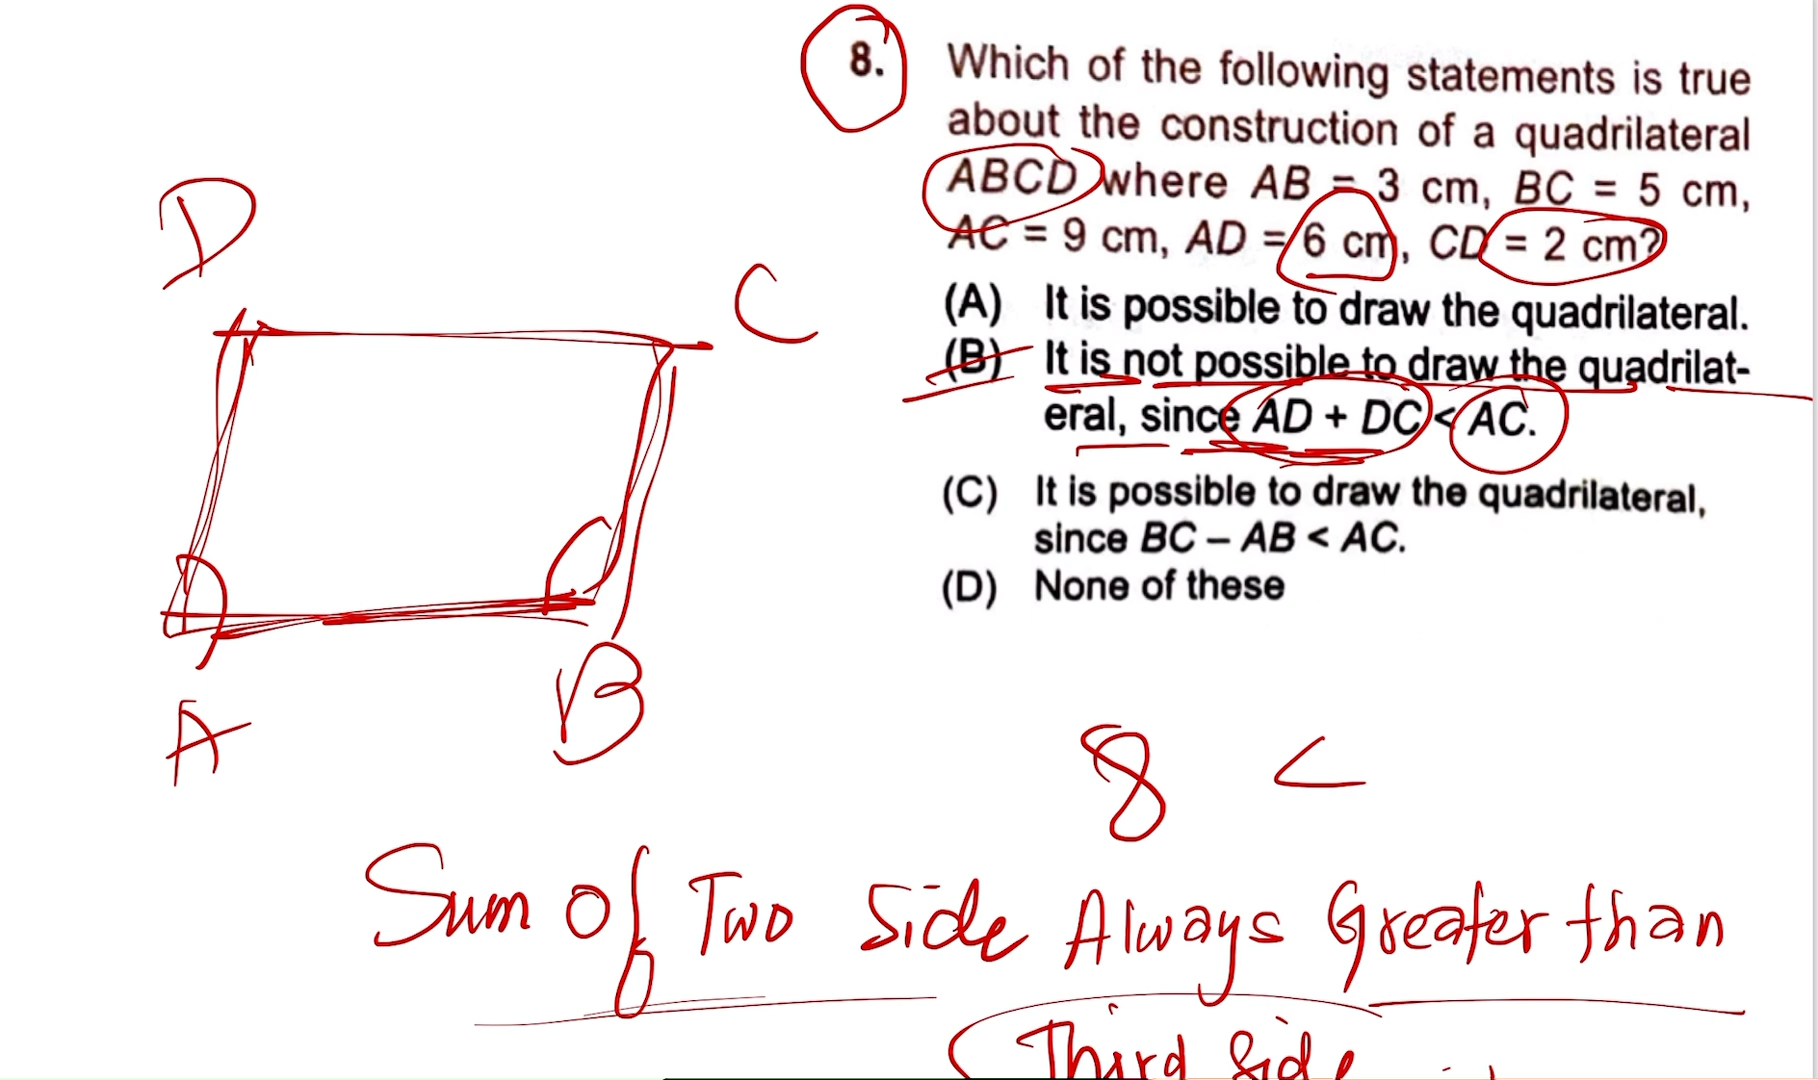 8. Which of the following statements is true
about the construction of a quadrilateral
ABCD where AB = 3 cm, BC = 5 cm,
AC = 9 cm, AD = 6 cm, CD = 2 cm?
(A) It is possible to draw the quadrilateral.
(B) It is not possible to draw the quadrilat-
eral, since AD + DC < AC.
(C) It is possible to draw the quadrilateral,
since BC – AB < AC.
(D) None of these
D
C
A
B
8 <
Sum Of Two Side Always Greater than
Third Side